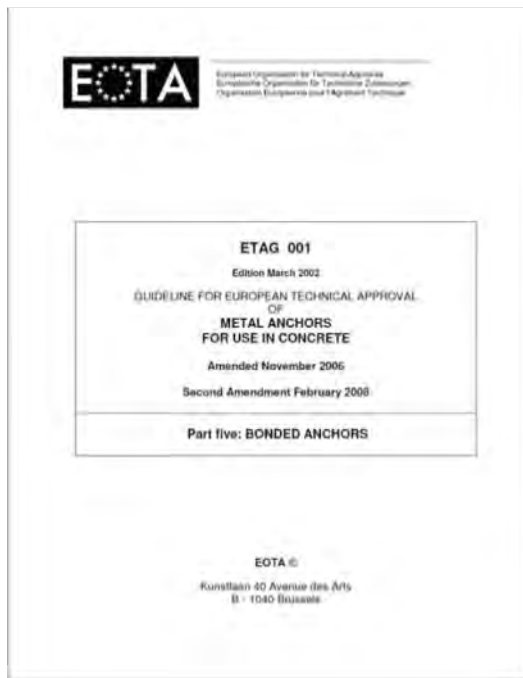 EOTA
European Organisation for Technical Approvals
Europäische Organisation für Technische Zulassungen
Organisation Européenne pour l'Agrément Technique
ETAG 001
Edition March 2002
GUIDELINE FOR EUROPEAN TECHNICAL APPROVAL
OF
METAL ANCHORS
FOR USE IN CONCRETE
Amended November 2006
Second Amendment February 2008
Part five: BONDED ANCHORS
EOTA ©
Kunstlaan 40 Avenue des Arts
B - 1040 Brussels